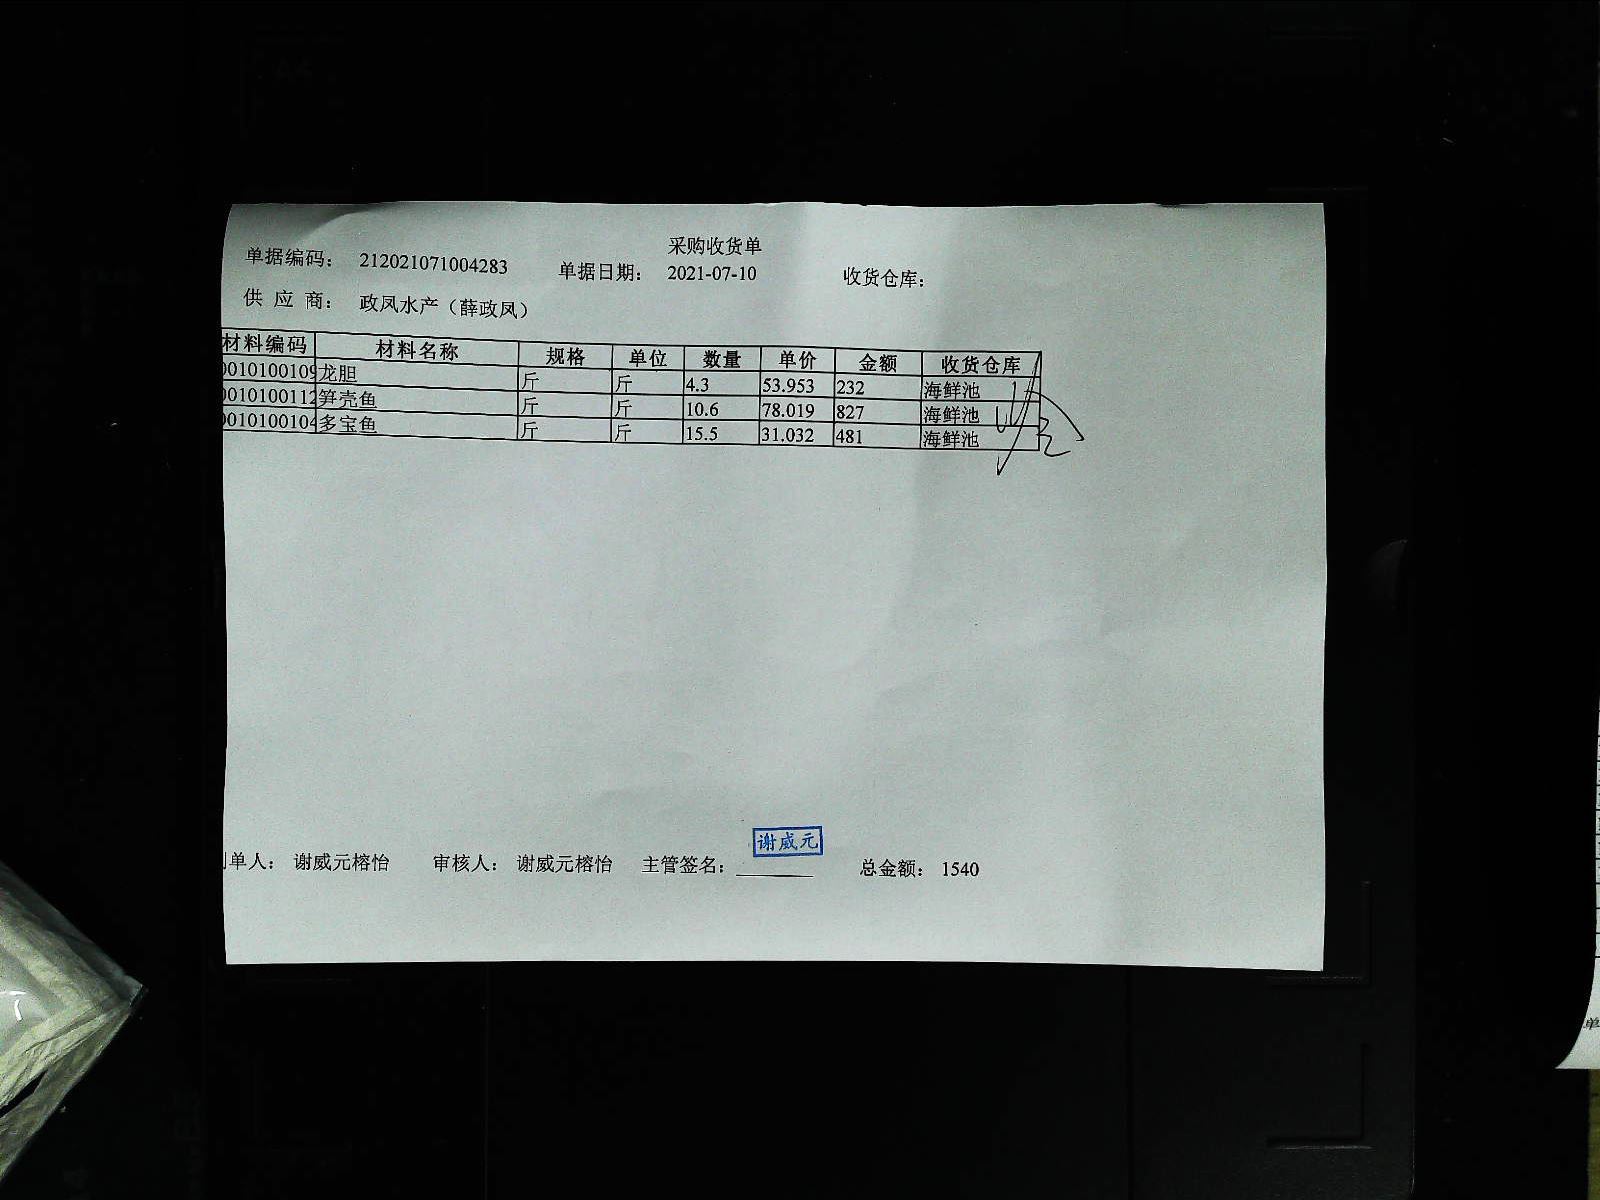 采购收货单
单据编码： 212021071004283 单据日期： 2021-07-10 收货仓库：
供 应 商： 政凤水产（薛政凤）
材料编码 材料名称 规格 单位 数量 单价 金额 收货仓库
0010100109 龙胆 斤 斤 4.3 53.953 232 海鲜池
0010100112 笋壳鱼 斤 斤 10.6 78.019 827 海鲜池
0010100104 多宝鱼 斤 斤 15.5 31.032 481 海鲜池
谢威元
单人： 谢威元榕怡 审核人： 谢威元榕怡 主管签名： 总金额： 1540
单